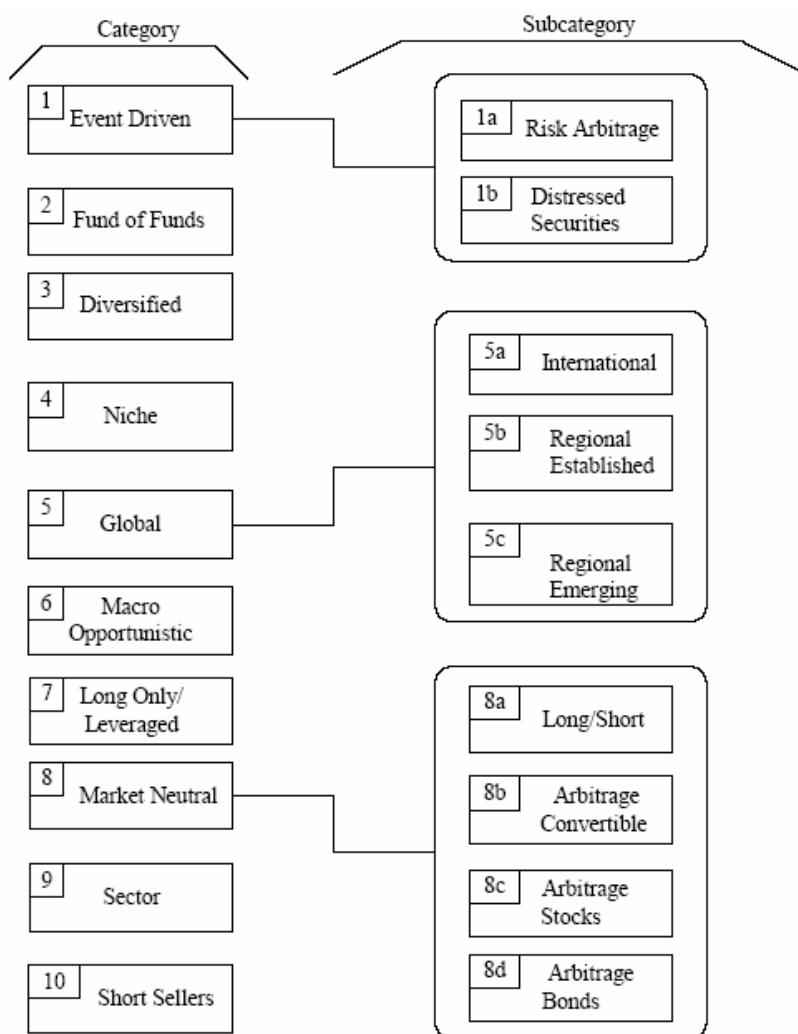 Category
Subcategory
1
Event Driven
2
Fund of Funds
3
Diversified
4
Niche
5
Global
6
Macro
Opportunistic
7
Long Only/
Leveraged
8
Market Neutral
9
Sector
10
Short Sellers
1a
Risk Arbitrage
1b
Distressed
Securities
5a
International
5b
Regional
Established
5c
Regional
Emerging
8a
Long/Short
8b
Arbitrage
Convertible
8c
Arbitrage
Stocks
8d
Arbitrage
Bonds